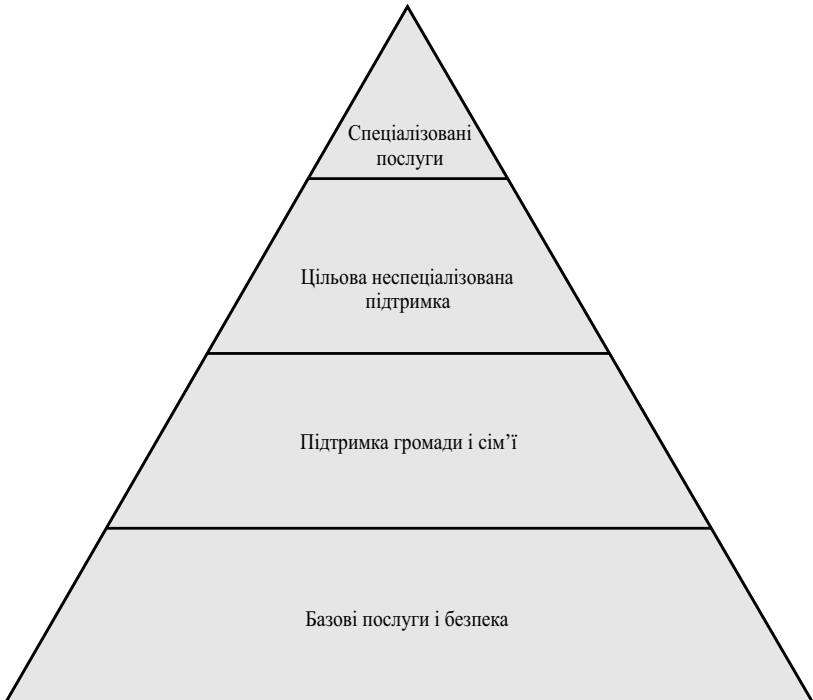 Спеціалізовані
послуги
Цільова неспеціалізована
підтримка
Підтримка громади і сім’ї
Базові послуги і безпека